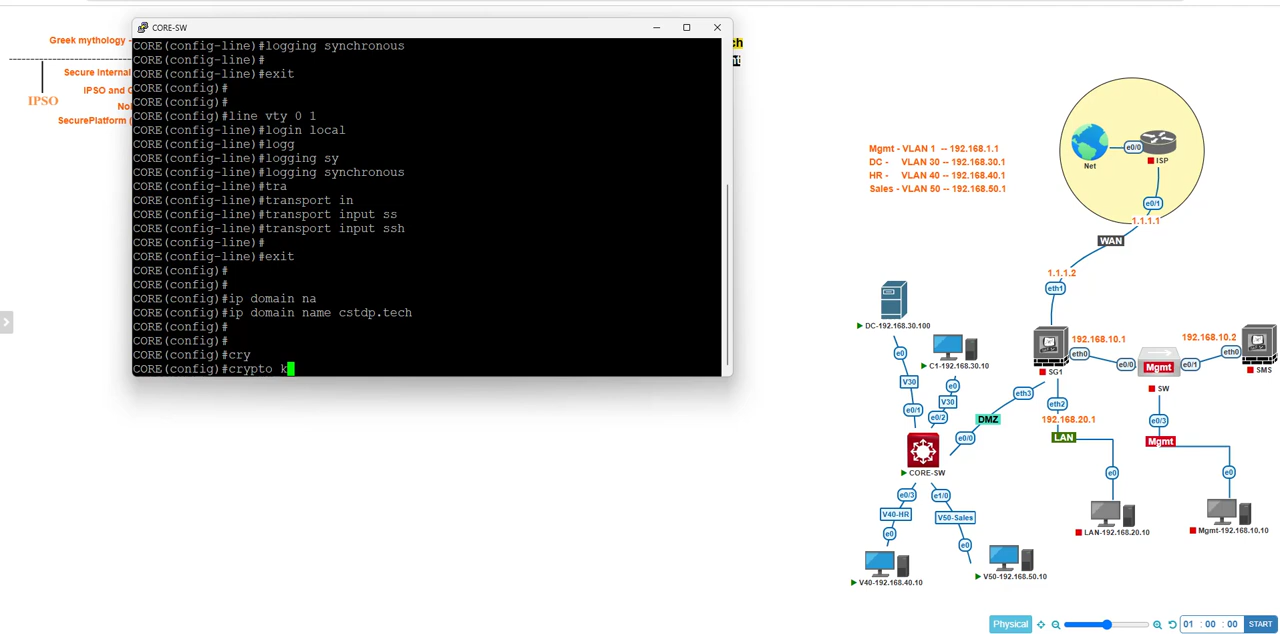 Greek mythology -
Secure Internal
IPSO and C
IPSO
No
SecurePlatform (
CORE-SW
CORE(config-line)#logging synchronous
CORE(config-line)#
CORE(config-line)#exit
CORE(config)#
CORE(config)#
CORE(config)#line vty 0 1
CORE(config-line)#login local
CORE(config-line)#logg
CORE(config-line)#logging sy
CORE(config-line)#logging synchronous
CORE(config-line)#tra
CORE(config-line)#transport in
CORE(config-line)#transport input ss
CORE(config-line)#transport input ssh
CORE(config-line)#
CORE(config-line)#exit
CORE(config)#
CORE(config)#
CORE(config)#ip domain na
CORE(config)#ip domain name cstdp.tech
CORE(config)#
CORE(config)#
CORE(config)#cry
CORE(config)#crypto k
ch
Mgmt - VLAN 1 -- 192.168.1.1
DC - VLAN 30 -- 192.168.30.1
HR - VLAN 40 -- 192.168.40.1
Sales - VLAN 50 -- 192.168.50.1
Net
e0/0
ISP
e0/1
1.1.1.1
WAN
1.1.1.2
eth1
DC-192.168.30.100
e0
C1-192.168.30.10
V30
e0
V30
e0/1
e0/2
SG1
eth0
192.168.10.1
e0/0
Mgmt
SW
e0/1
192.168.10.2
eth0
SMS
eth3
eth2
192.168.20.1
DMZ
LAN
e0/0
CORE-SW
e0/3
Mgmt
e0/3
e1/0
V40-HR
V50-Sales
e0
e0
e0
e0
LAN-192.168.20.10
Mgmt-192.168.10.10
V40-192.168.40.10
V50-192.168.50.10
Physical
01 : 00 : 00
START